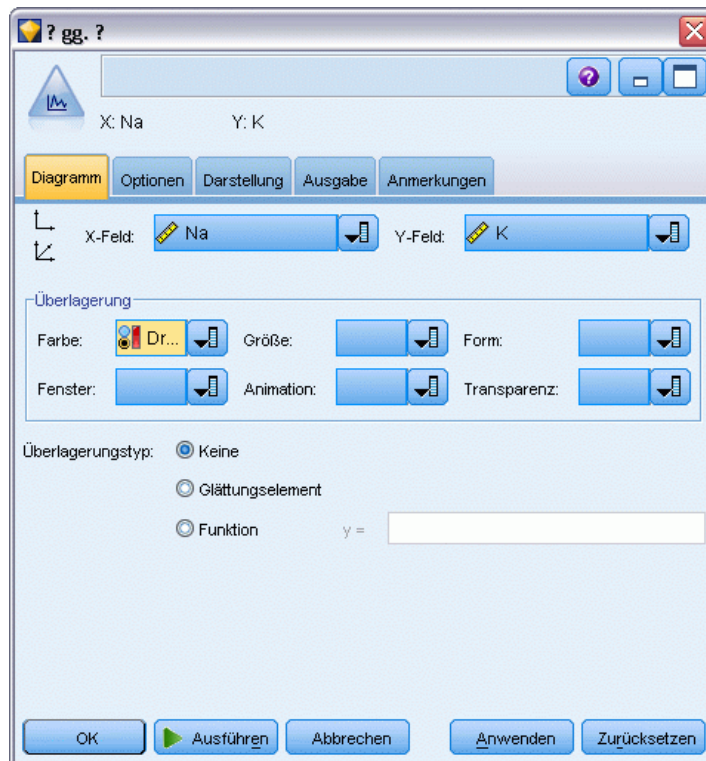 ? gg. ?
X: Na Y: K
Diagramm Optionen Darstellung Ausgabe Anmerkungen
X-Feld: Na Y-Feld: K
Überlagerung
Farbe: Dr... Größe: Form:
Fenster: Animation: Transparenz:
Überlagerungstyp: Keine
Glättungselement
Funktion y =
OK Ausführen Abbrechen Anwenden Zurücksetzen